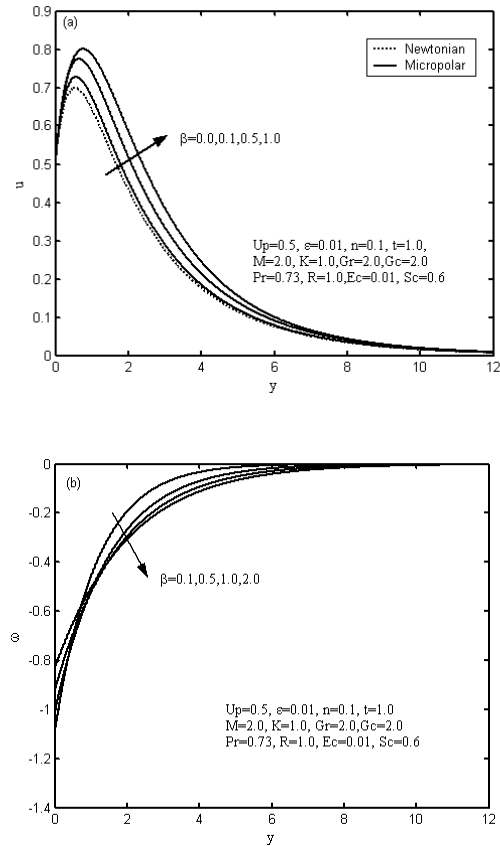 0.9
(a)
Newtonian
Micropolar
0.8
0.7
0.6
β=0.0,0.1,0.5,1.0
0.5
u
0.4
0.3
Up=0.5, ε=0.01, n=0.1, t=1.0,
M=2.0, K=1.0,Gr=2.0,Gc=2.0
Pr=0.73, R=1.0,Ec=0.01, Sc=0.6
0.2
0.1
0
0 2 4 6 8 10 12
y
0
(b)
-0.2
-0.4
β=0.1,0.5,1.0,2.0
-0.6
ω
-0.8
-1
Up=0.5, ε=0.01, n=0.1, t=1.0
M=2.0, K=1.0, Gr=2.0,Gc=2.0
Pr=0.73, R=1.0, Ec=0.01, Sc=0.6
-1.2
-1.4
0 2 4 6 8 10 12
y